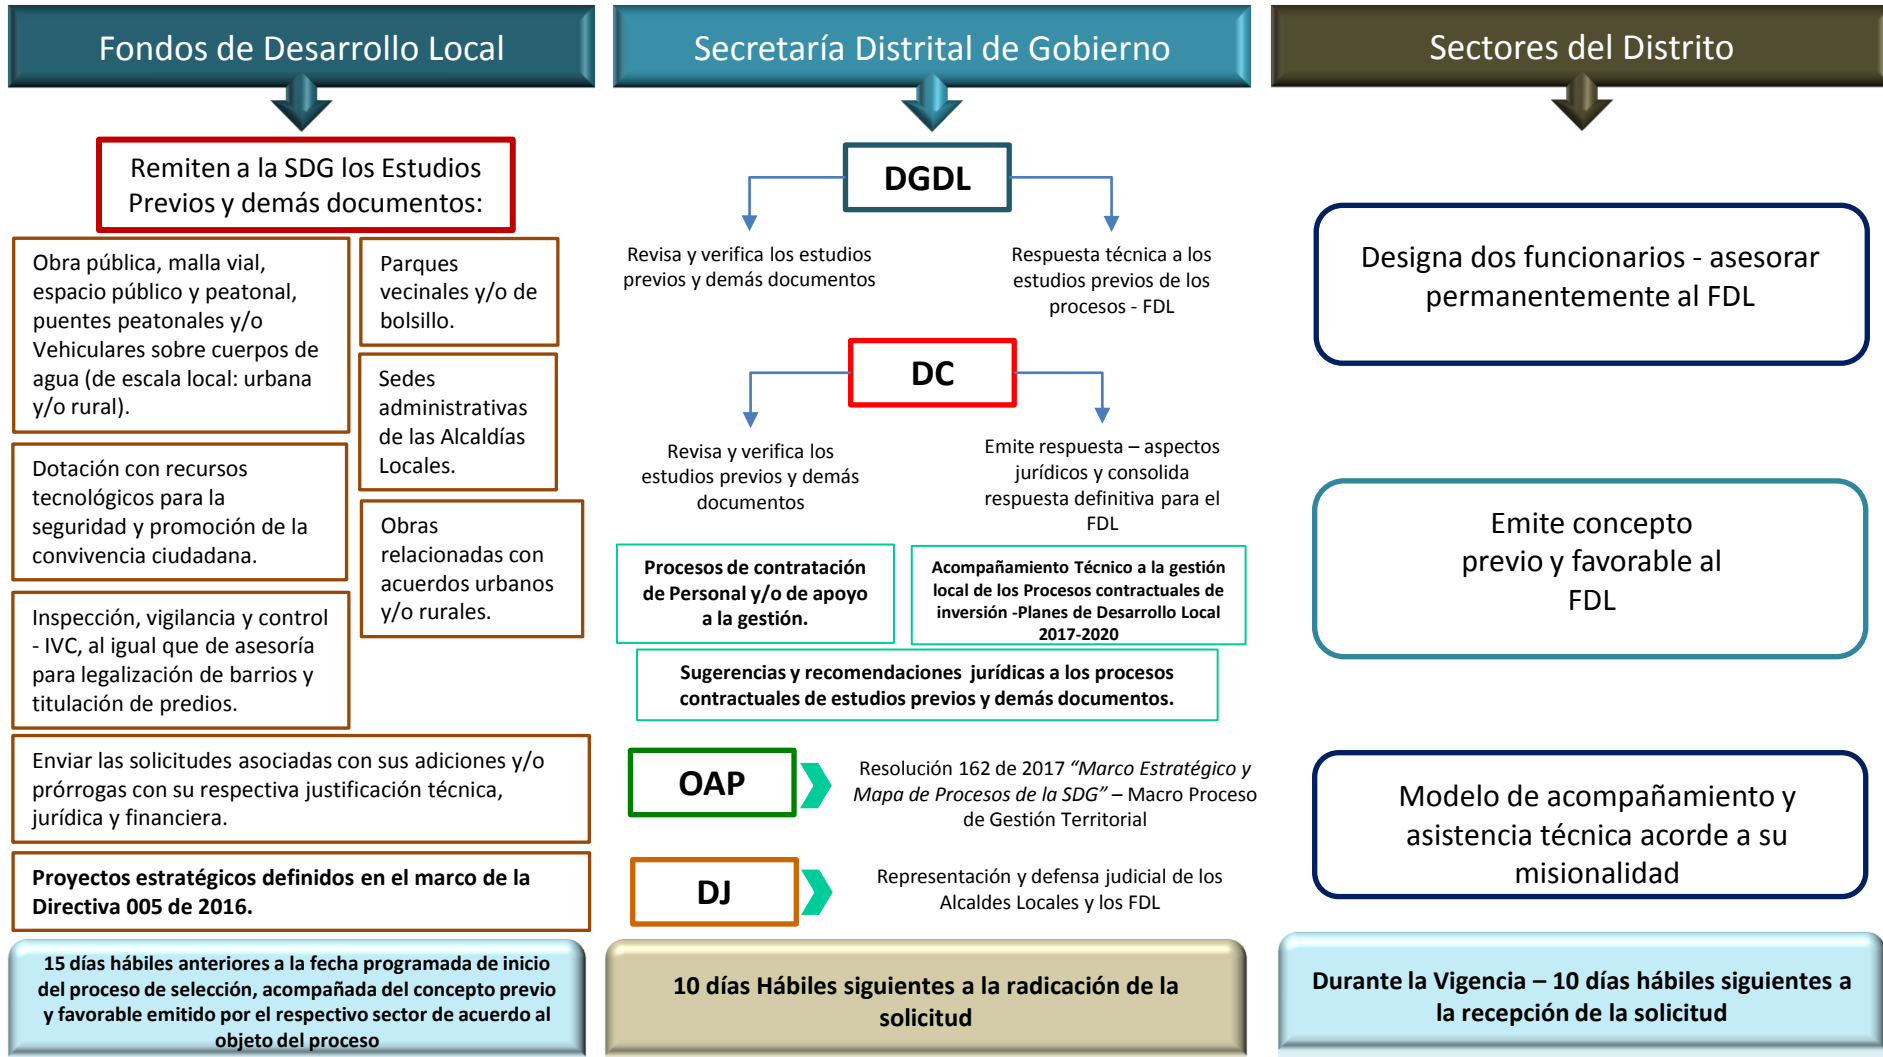 Fondos de Desarrollo Local
Remiten a la SDG los Estudios
Previos y demás documentos:
Obra pública, malla vial,
espacio público y peatonal,
puentes peatonales y/o
Vehiculares sobre cuerpos de
agua (de escala local: urbana
y/o rural).
Parques
vecinales y/o de
bolsillo.
Sedes
administrativas
de las Alcaldías
Locales.
Dotación con recursos
tecnológicos para la
seguridad y promoción de la
convivencia ciudadana.
Obras
relacionadas con
acuerdos urbanos
y/o rurales.
Inspección, vigilancia y control
- IVC, al igual que de asesoría
para legalización de barrios y
titulación de predios.
Enviar las solicitudes asociadas con sus adiciones y/o
prórrogas con su respectiva justificación técnica,
jurídica y financiera.
Proyectos estratégicos definidos en el marco de la
Directiva 005 de 2016.
15 días hábiles anteriores a la fecha programada de inicio
del proceso de selección, acompañada del concepto previo
y favorable emitido por el respectivo sector de acuerdo al
objeto del proceso
Secretaría Distrital de Gobierno
DGDL
Revisa y verifica los estudios
previos y demás documentos
Respuesta técnica a los
estudios previos de los
procesos - FDL
DC
Revisa y verifica los
estudios previos y demás
documentos
Emite respuesta – aspectos
jurídicos y consolida
respuesta definitiva para el
FDL
Procesos de contratación
de Personal y/o de apoyo
a la gestión.
Acompañamiento Técnico a la gestión
local de los Procesos contractuales de
inversión -Planes de Desarrollo Local
2017-2020
Sugerencias y recomendaciones jurídicas a los procesos
contractuales de estudios previos y demás documentos.
OAP
Resolución 162 de 2017 “Marco Estratégico y
Mapa de Procesos de la SDG” – Macro Proceso
de Gestión Territorial
DJ
Representación y defensa judicial de los
Alcaldes Locales y los FDL
10 días Hábiles siguientes a la radicación de la
solicitud
Sectores del Distrito
Designa dos funcionarios - asesorar
permanentemente al FDL
Emite concepto
previo y favorable al
FDL
Modelo de acompañamiento y
asistencia técnica acorde a su
misionalidad
Durante la Vigencia – 10 días hábiles siguientes a
la recepción de la solicitud